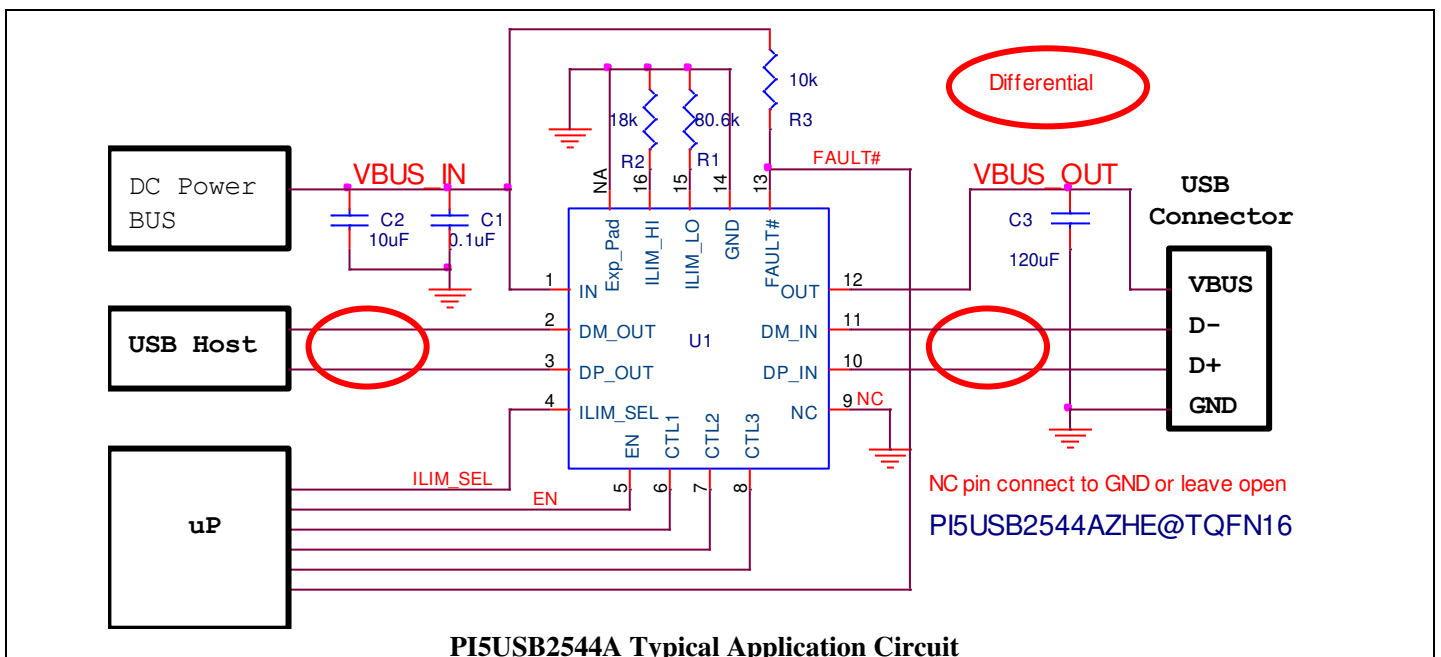 Differential
10k
R3
18k
R2
80.6k
R1
FAULT#
DC Power
BUS
VBUS_IN
C2
10uF
C1
0.1uF
NA
16
15
14
13
Exp_Pad
ILIM_HI
ILIM_LO
GND
FAULT#
VBUS_OUT
C3
120uF
USB
Connector
VBUS
D-
D+
GND
1
IN
12
OUT
USB Host
2
DM_OUT
U1
11
DM_IN
3
DP_OUT
10
DP_IN
4
ILIM_SEL
9
NC
NC
EN
CTL1
CTL2
CTL3
5
6
7
8
uP
ILIM_SEL
EN
NC pin connect to GND or leave open
PI5USB2544AZHE@TQFN16
PI5USB2544A Typical Application Circuit